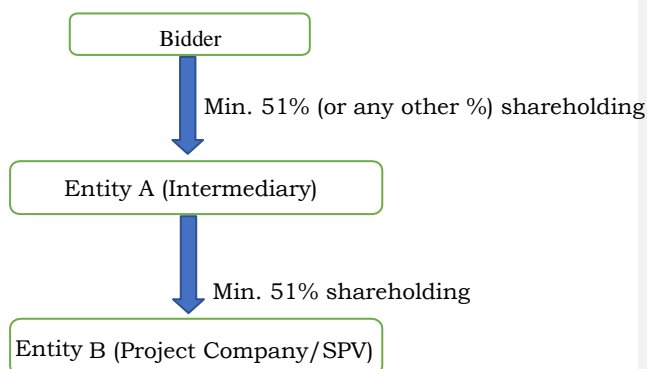 Bidder
Min. 51% (or any other %) shareholding
Entity A (Intermediary)
Min. 51% shareholding
Entity B (Project Company/SPV)